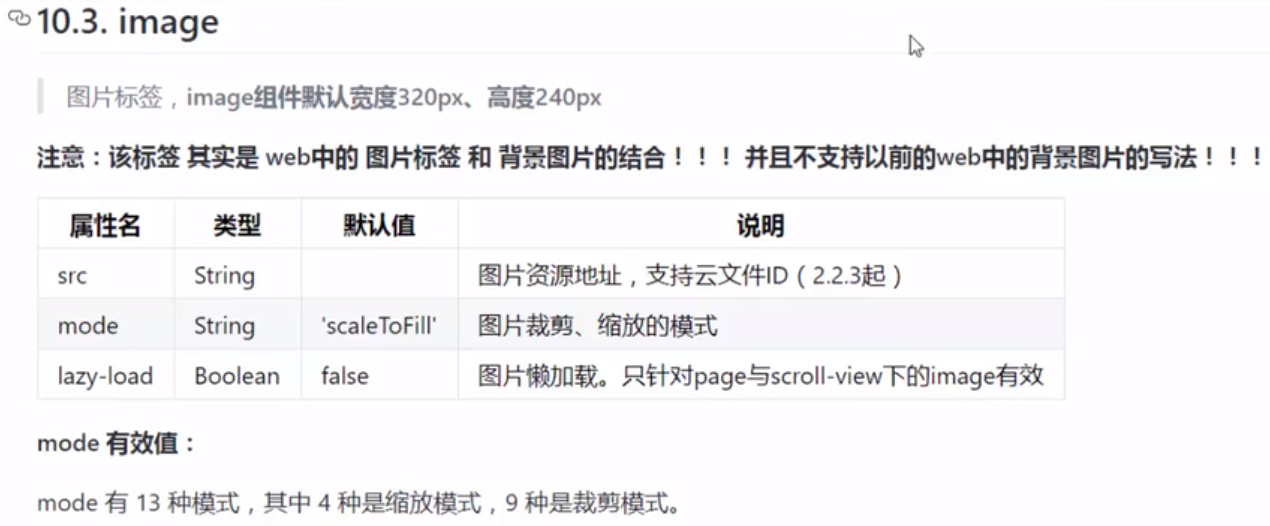 10.3. image
图片标签，image组件默认宽度320px、高度240px
注意：该标签 其实是 web中的 图片标签 和 背景图片的结合！！！ 并且不支持以前的web中的背景图片的写法！！！
属性名 类型 默认值 说明
src String 图片资源地址，支持云文件ID（2.2.3起）
mode String 'scaleToFill' 图片裁剪、缩放的模式
lazy-load Boolean false 图片懒加载。只针对page与scroll-view下的image有效
mode 有效值：
mode 有 13 种模式，其中 4 种是缩放模式，9 种是裁剪模式。